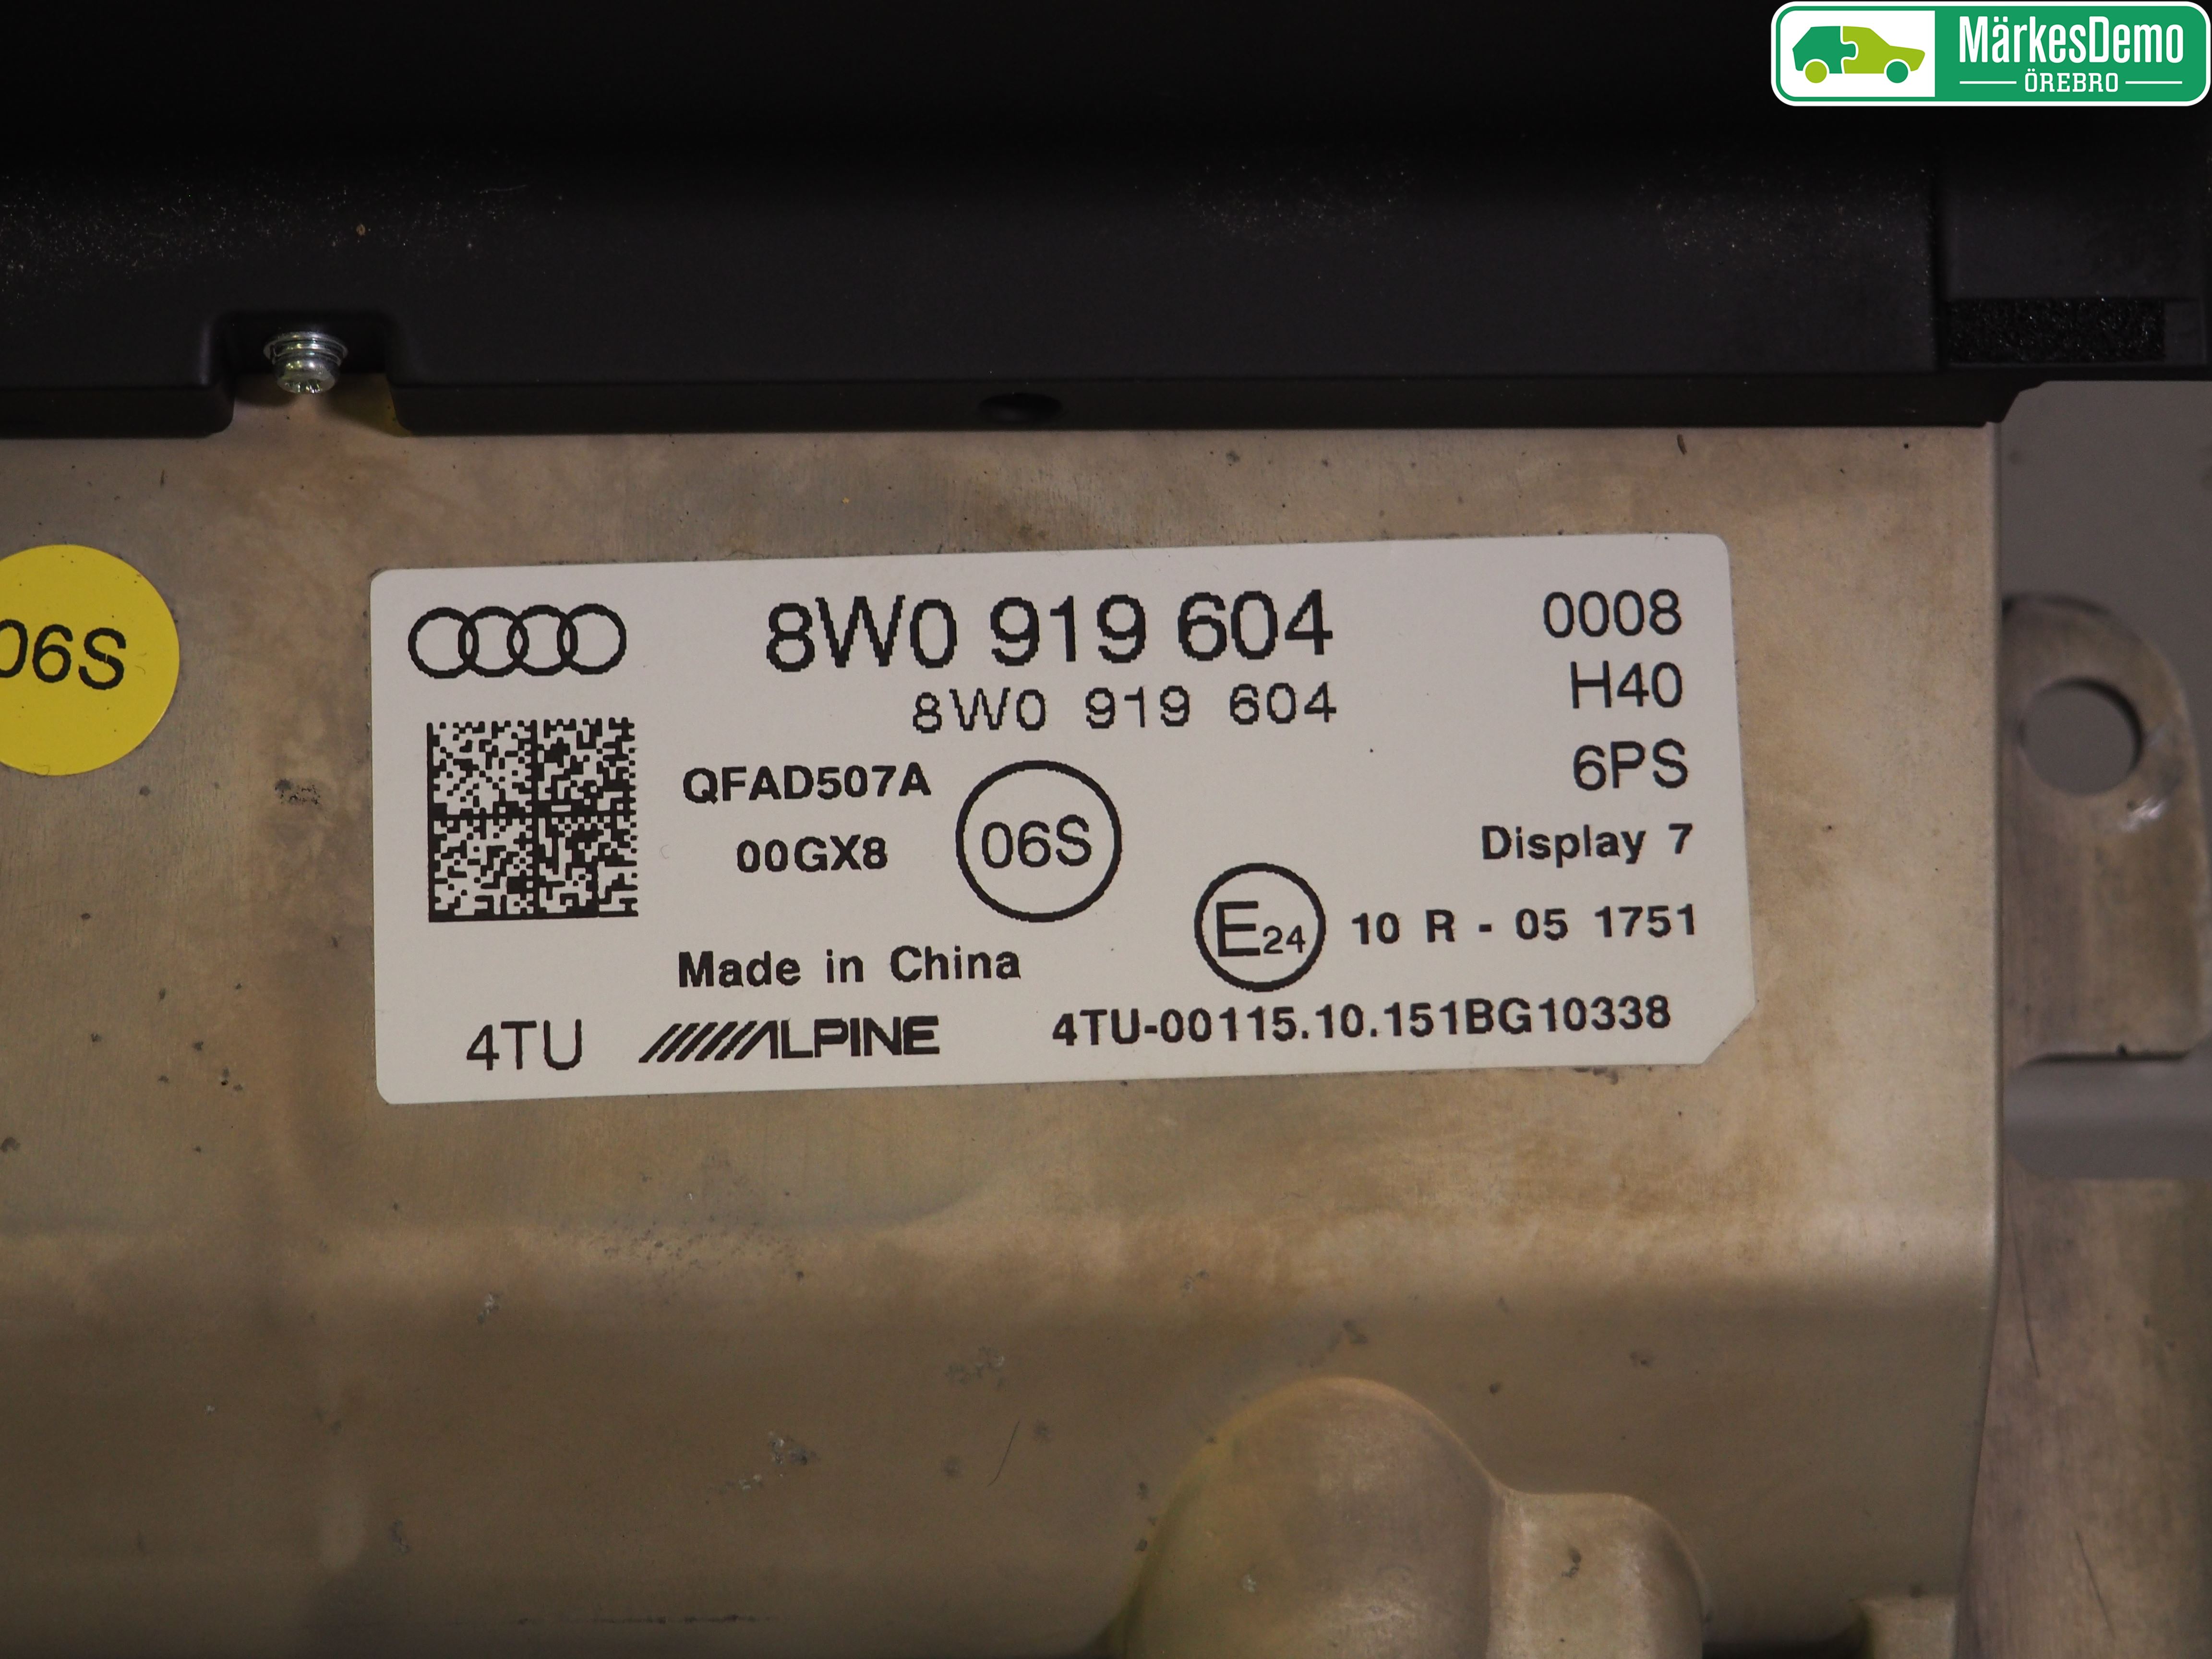 MärkesDemo
ÖREBRO
06S
8W0 919 604
0008
8W0 919 604
H40
QFAD507A
6PS
00GX8
06S
Display 7
E24 10 R - 05 1751
Made in China
4TU ALPINE 4TU-00115.10.151BG10338